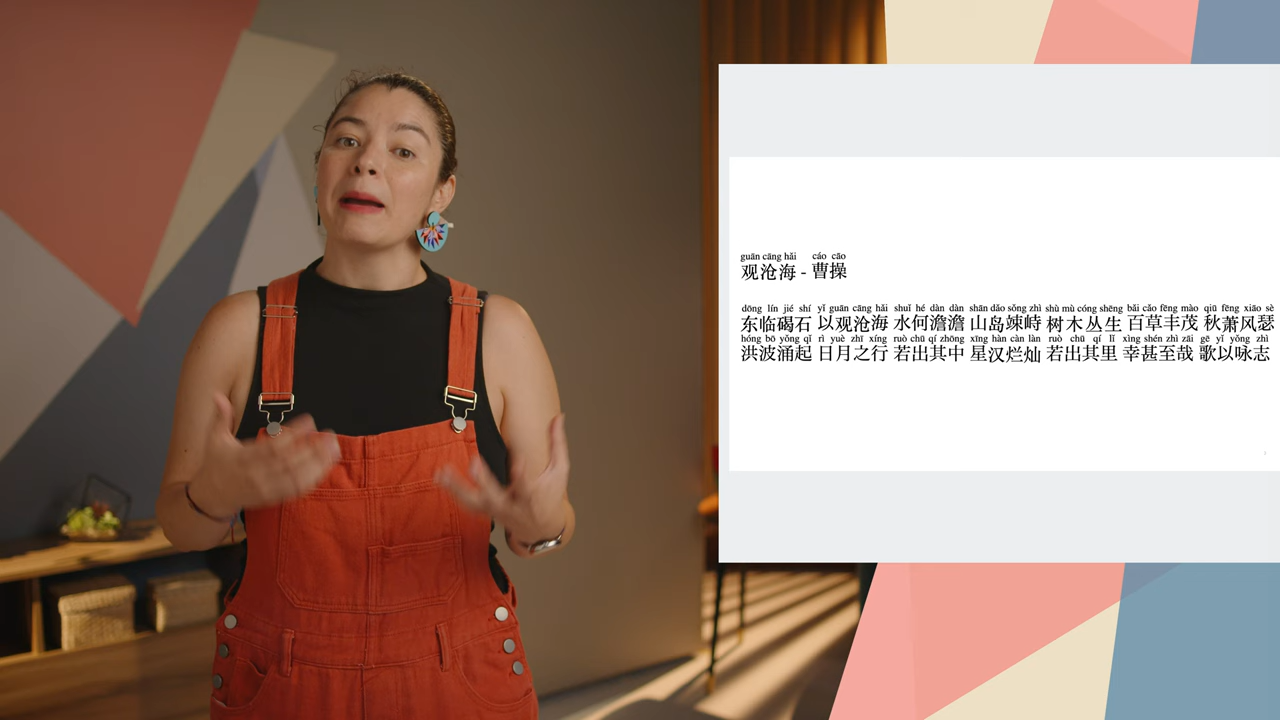 guān cāng hǎi cáo cāo
观沧海 - 曹操
dōng lín jié shí yǐ guān cāng hǎi shuǐ hé dàn dàn shān dǎo sǒng zhì shù mù cóng shēng bǎi cǎo fēng mào qiū fēng xiāo sè
东临碣石 以观沧海 水何澹澹 山岛竦峙 树木丛生 百草丰茂 秋萧风瑟
hóng bō yǒng qǐ rì yuè zhī xíng ruò chū qí zhōng xīng hàn càn làn ruò chū qí lǐ xìng shén zhì zāi gē yǐ yǒng zhì
洪波涌起 日月之行 若出其中 星汉烂灿 若出其里 幸甚至哉 歌以咏志